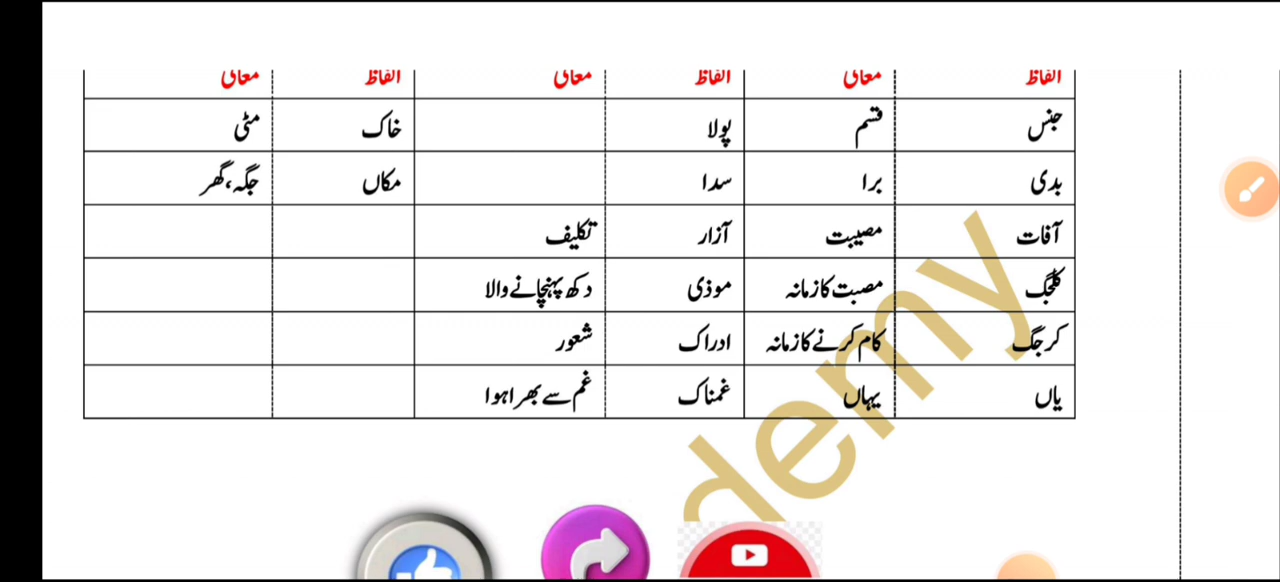 الفاظ معانی الفاظ معانی الفاظ معانی
جنس قسم پولا خاک مٹی
بدی برا سدا مکاں جگہ،گھر
آفات مصیبت آزار تکلیف
کلجگ مصبت کا زمانہ موذی دکھ پہنچانے والا
کرجگ کام کرنے کا زمانہ ادراک شعور
یاں یہاں غمناک غم سے بھرا ہوا
demy